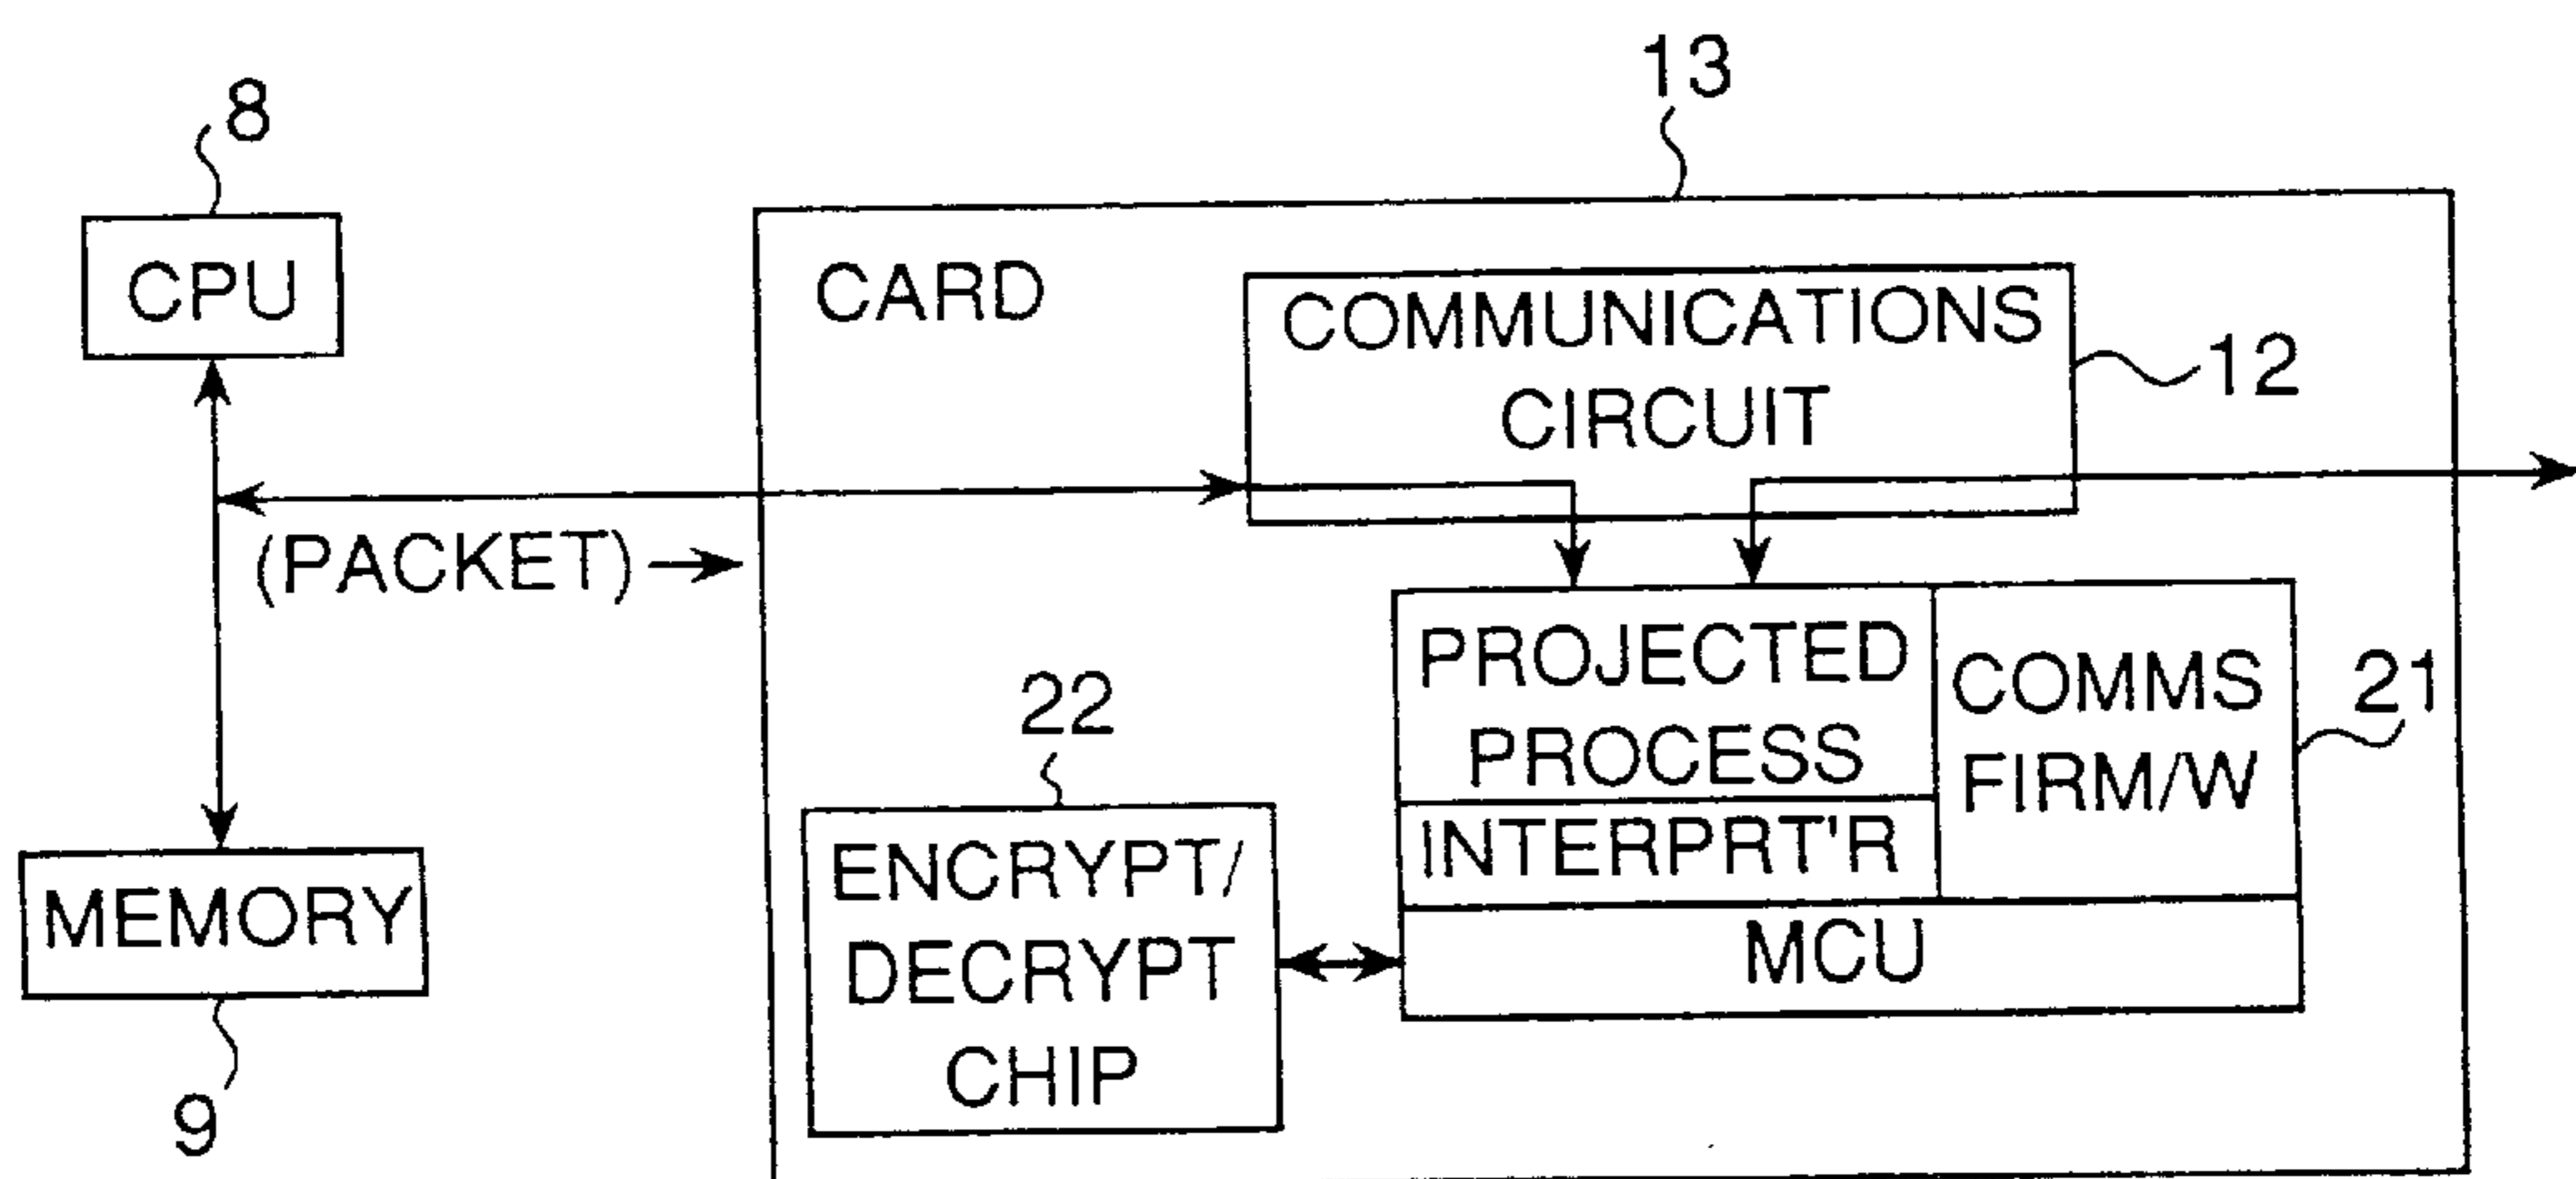 13
8
CPU
CARD
COMMUNICATIONS
CIRCUIT
12
(PACKET)
PROJECTED
PROCESS
COMMS
FIRM/W
21
22
INTERPRT'R
ENCRYPT/
DECRYPT
CHIP
MCU
MEMORY
9